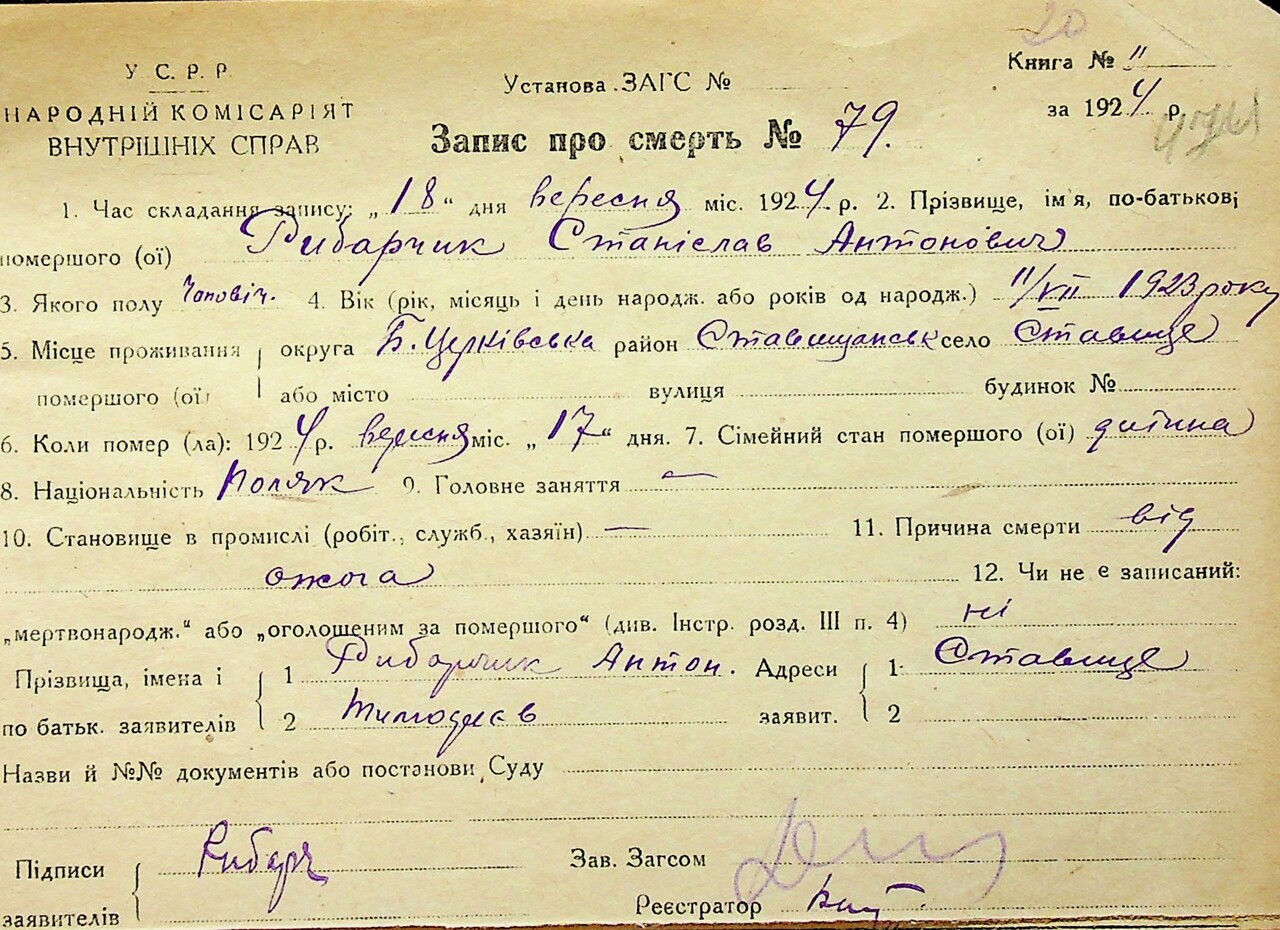 20
У С. Р. Р.
Установа ЗАГС №
Книга № 11
НАРОДНІЙ КОМІСАРІЯТ
за 1924 р.
ВНУТРІШНІХ СПРАВ
Запис про смерть № 79.
1. Час складання запису: „18“ дня вересня міс. 1924 р. 2. Прізвище, ім'я, по-батькові
помершого (ої) Рибарчик Станіслав Антонович
3. Якого полу чоловіч. 4. Вік (рік, місяць і день народж. або років од народж.) 11/VII 1923 року
5. Місце проживання округа Б. Церківська район Ставищанськ село Ставище
помершого (ої) або місто вулиця будинок №
6. Коли помер (ла): 1924 р. вересня міс. „17“ дня. 7. Сімейний стан помершого (ої) дитина
8. Національність Поляк 9. Головне заняття —
10. Становище в промислі (робіт., служб., хазяїн) — 11. Причина смерти від
ожога 12. Чи не є записаний:
„мертвонародж.“ або „оголошеним за помершого“ (див. Інстр. розд. III п. 4) ні
Прізвища, імена і 1 Рибарчик Антон. Адреси 1 Ставище
по батьк. заявителів 2 заявит. 2
Назви й №№ документів або постанови Суду
Підписи Рибарч Зав. Загсом
заявителів Реєстратор